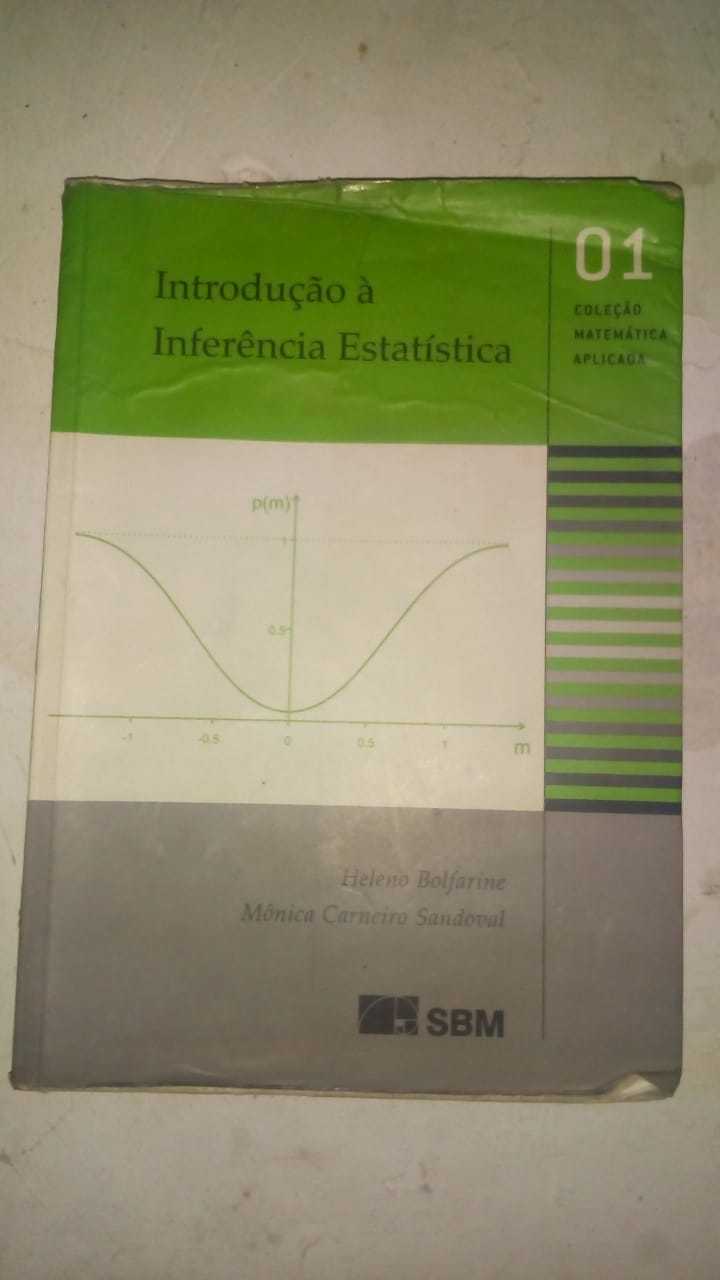 Introdução à
Inferência Estatística
01
COLEÇÃO
MATEMÁTICA
APLICADA
p(m)
1
0.5
-1
-0.5
0
0.5
1
m
Heleno Bolfarine
Mônica Carneiro Sandoval
SBM